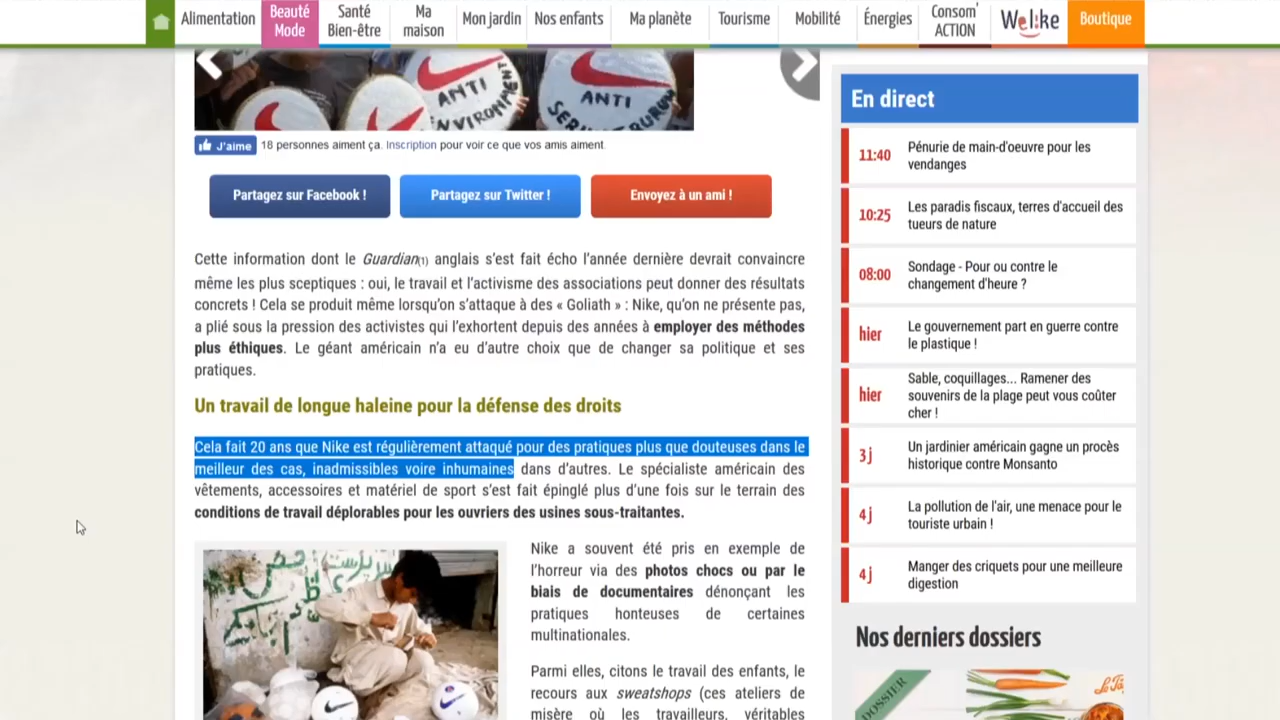 Alimentation
Beauté
Mode
Santé
Bien-être
Ma
maison
Mon jardin
Nos enfants
Ma planète
Tourisme
Mobilité
Énergies
Consom'
ACTION
WeLike
Boutique
ANTI
ENVIRONMENT
ANTI
J'aime 18 personnes aiment ça. Inscription pour voir ce que vos amis aiment.
Partagez sur Facebook !
Partagez sur Twitter !
Envoyez à un ami !
Cette information dont le Guardian(1) anglais s'est fait écho l'année dernière devrait convaincre
même les plus sceptiques : oui, le travail et l'activisme des associations peut donner des résultats
concrets ! Cela se produit même lorsqu'on s'attaque à des « Goliath » : Nike, qu'on ne présente pas,
a plié sous la pression des activistes qui l'exhortent depuis des années à employer des méthodes
plus éthiques. Le géant américain n'a eu d'autre choix que de changer sa politique et ses
pratiques.
Un travail de longue haleine pour la défense des droits
Cela fait 20 ans que Nike est régulièrement attaqué pour des pratiques plus que douteuses dans le
meilleur des cas, inadmissibles voire inhumaines dans d'autres. Le spécialiste américain des
vêtements, accessoires et matériel de sport s'est fait épinglé plus d'une fois sur le terrain des
conditions de travail déplorables pour les ouvriers des usines sous-traitantes.
Nike a souvent été pris en exemple de
l'horreur via des photos chocs ou par le
biais de documentaires dénonçant les
pratiques honteuses de certaines
multinationales.
Parmi elles, citons le travail des enfants, le
recours aux sweatshops (ces ateliers de
misère où les travailleurs, véritables
En direct
11:40 Pénurie de main-d'oeuvre pour les
vendanges
10:25 Les paradis fiscaux, terres d'accueil des
tueurs de nature
08:00 Sondage - Pour ou contre le
changement d'heure ?
hier Le gouvernement part en guerre contre
le plastique !
hier Sable, coquillages... Ramener des
souvenirs de la plage peut vous coûter
cher !
3 j Un jardinier américain gagne un procès
historique contre Monsanto
4 j La pollution de l'air, une menace pour le
touriste urbain !
4 j Manger des criquets pour une meilleure
digestion
Nos derniers dossiers
DOSSIER